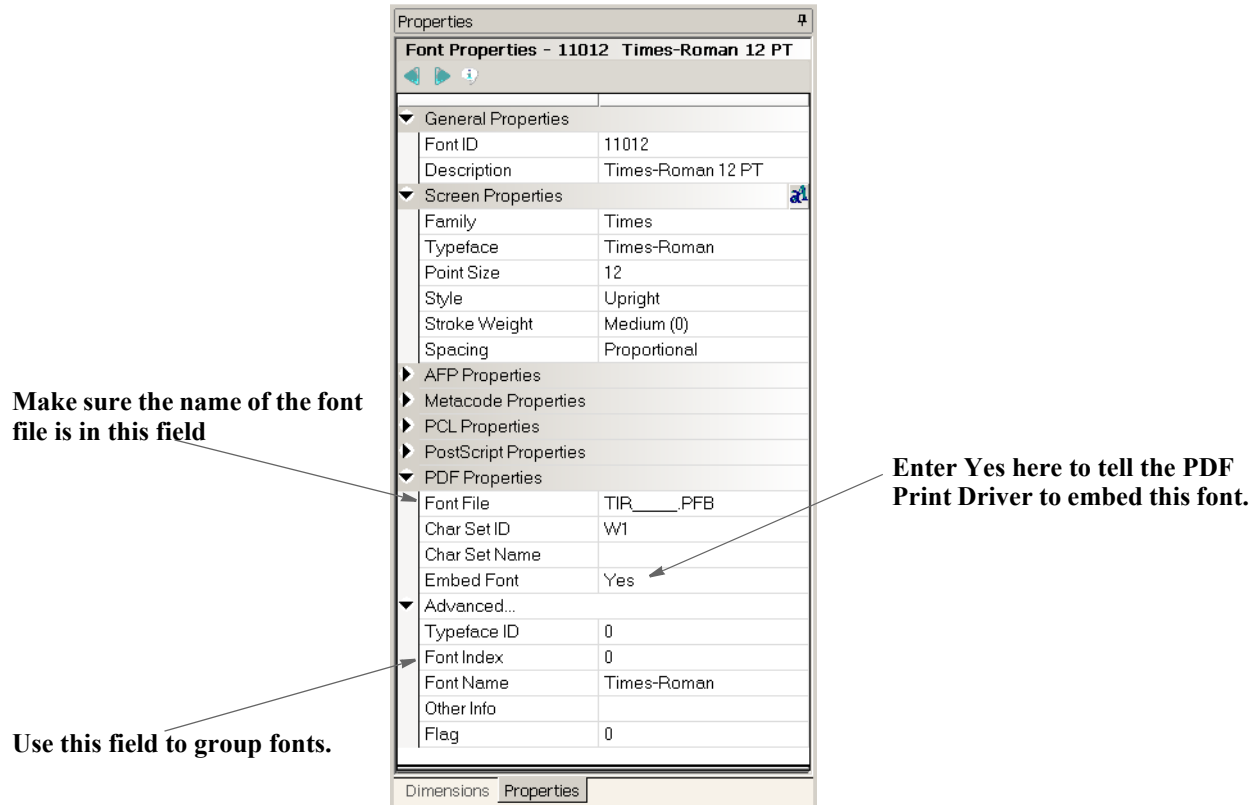 Properties
Font Properties - 11012 Times-Roman 12 PT
General Properties
Font ID 11012
Description Times-Roman 12 PT
Screen Properties
Family Times
Typeface Times-Roman
Point Size 12
Style Upright
Stroke Weight Medium (0)
Spacing Proportional
AFP Properties
Metacode Properties
PCL Properties
PostScript Properties
PDF Properties
Font File TIR_____.PFB
Char Set ID W1
Char Set Name
Embed Font Yes
Advanced...
Typeface ID 0
Font Index 0
Font Name Times-Roman
Other Info
Flag 0
Dimensions Properties
Make sure the name of the font
file is in this field
Enter Yes here to tell the PDF
Print Driver to embed this font.
Use this field to group fonts.